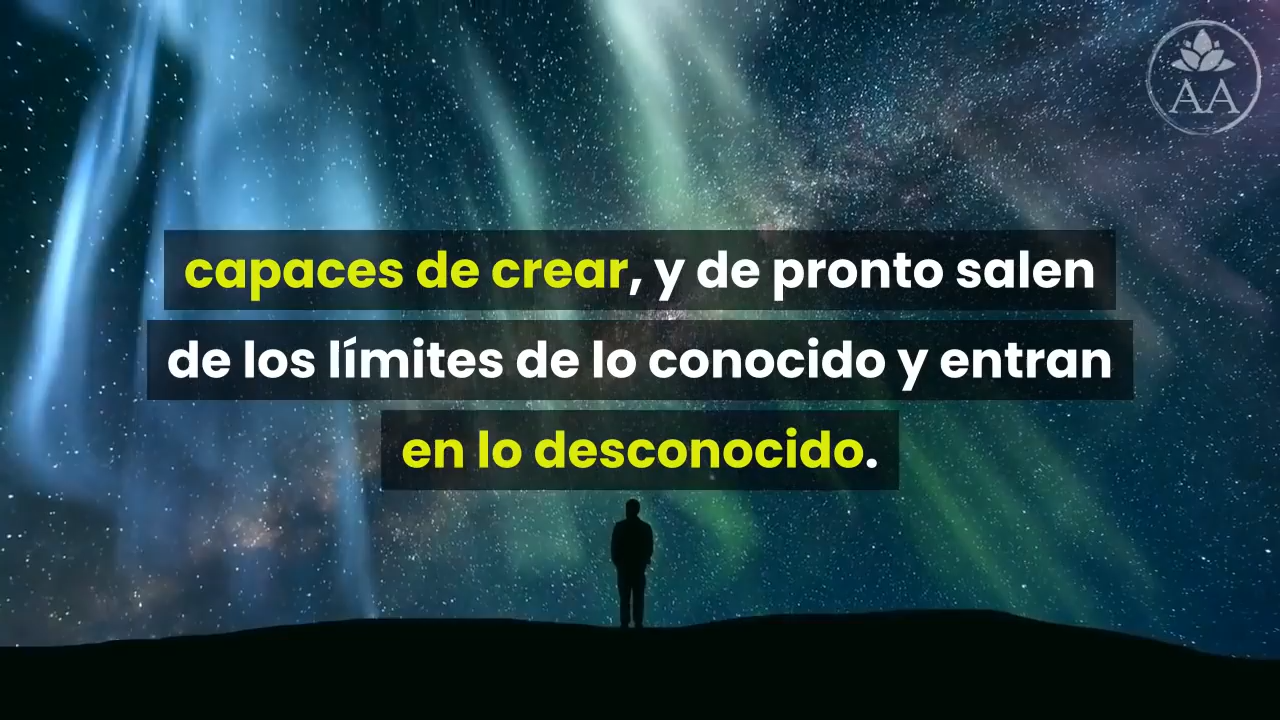 AA
capaces de crear, y de pronto salen
de los límites de lo conocido y entran
en lo desconocido.